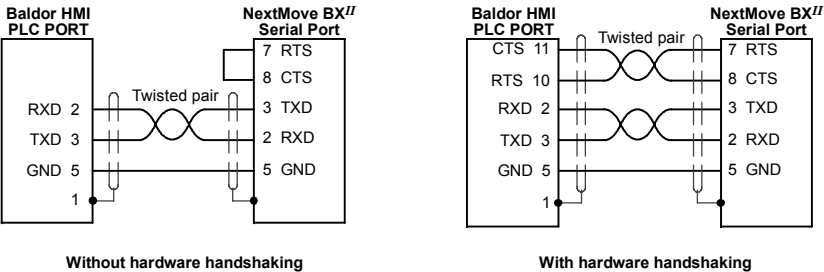 Baldor HMI
PLC PORT
NextMove BXII
Serial Port
7 RTS
8 CTS
Twisted pair
RXD 2
3 TXD
TXD 3
2 RXD
GND 5
5 GND
1
Without hardware handshaking
Baldor HMI
PLC PORT
NextMove BXII
Serial Port
Twisted pair
CTS 11
7 RTS
RTS 10
8 CTS
RXD 2
3 TXD
TXD 3
2 RXD
GND 5
5 GND
1
With hardware handshaking